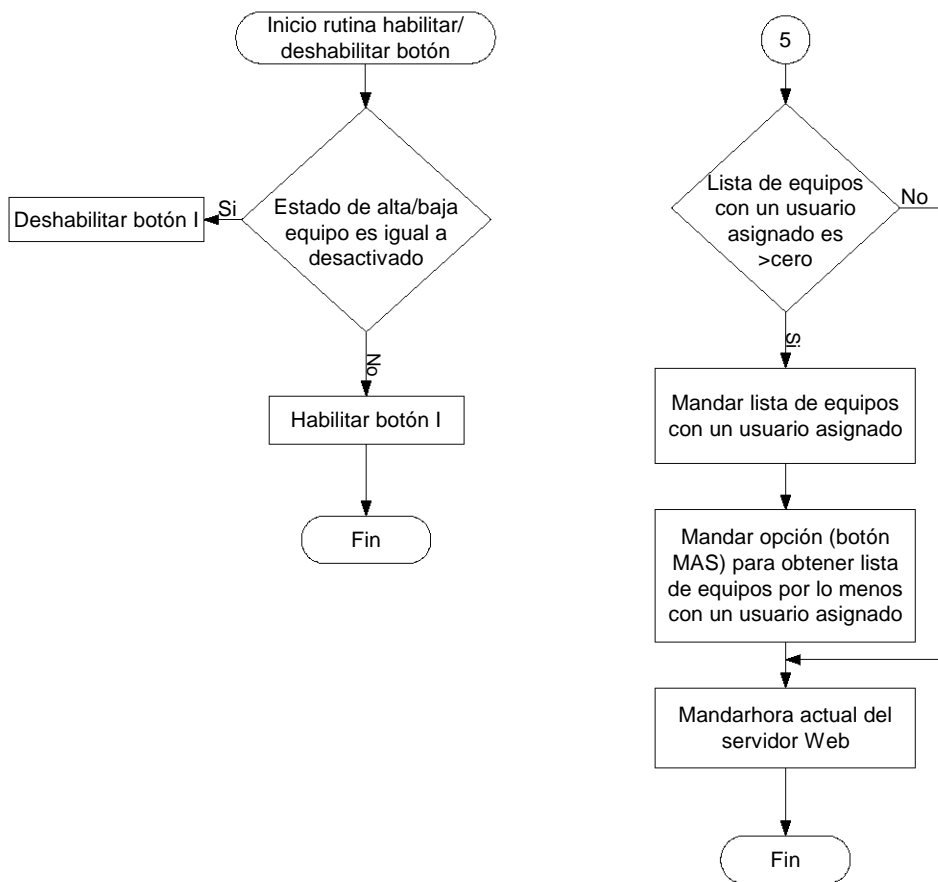 Inicio rutina habilitar/
deshabilitar botón
Estado de alta/baja
equipo es igual a
desactivado
Si
Deshabilitar botón I
No
Habilitar botón I
Fin
5
Lista de equipos
con un usuario
asignado es
>cero
No
Si
Mandar lista de equipos
con un usuario asignado
Mandar opción (botón
MAS) para obtener lista
de equipos por lo menos
con un usuario asignado
Mandarhora actual del
servidor Web
Fin